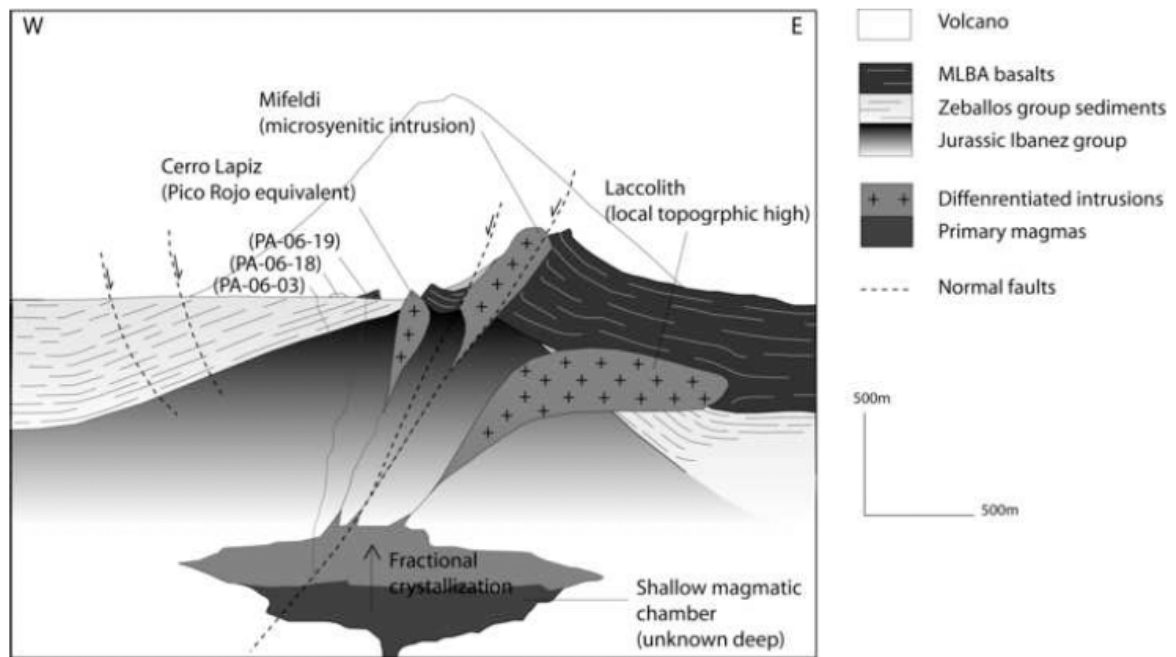 W
E
Mifeldi
(microsyenitic intrusion)
Cerro Lapiz
(Pico Rojo equivalent)
Laccolith
(local topogrphic high)
(PA-06-19)
(PA-06-18)
(PA-06-03)
Fractional
crystallization
Shallow magmatic
chamber
(unknown deep)
Volcano
MLBA basalts
Zeballos group sediments
Jurassic Ibanez group
Diffenrentiated intrusions
Primary magmas
Normal faults
500m
500m